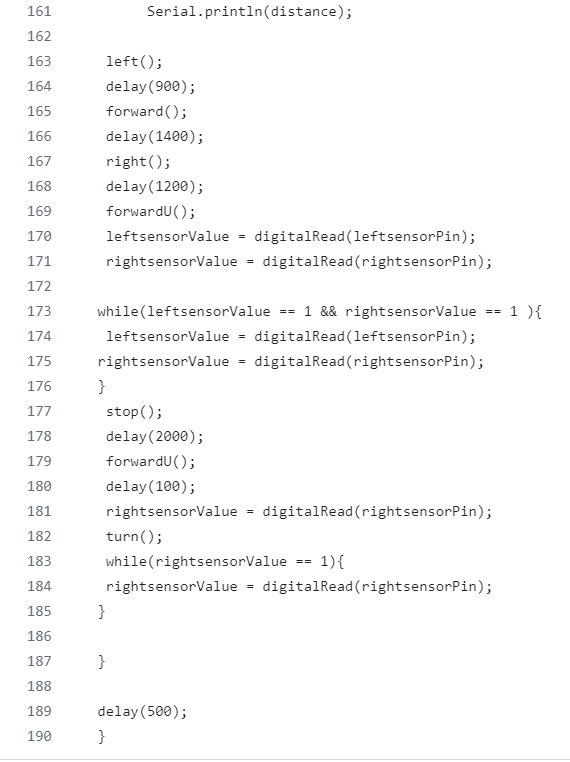 161 Serial.println(distance);
162
163 left();
164 delay(900);
165 forward();
166 delay(1400);
167 right();
168 delay(1200);
169 forwardU();
170 leftsensorValue = digitalRead(leftsensorPin);
171 rightsensorValue = digitalRead(rightsensorPin);
172
173 while(leftsensorValue == 1 && rightsensorValue == 1 ){
174 leftsensorValue = digitalRead(leftsensorPin);
175 rightsensorValue = digitalRead(rightsensorPin);
176 }
177 stop();
178 delay(2000);
179 forwardU();
180 delay(100);
181 rightsensorValue = digitalRead(rightsensorPin);
182 turn();
183 while(rightsensorValue == 1){
184 rightsensorValue = digitalRead(rightsensorPin);
185 }
186
187 }
188
189 delay(500);
190 }